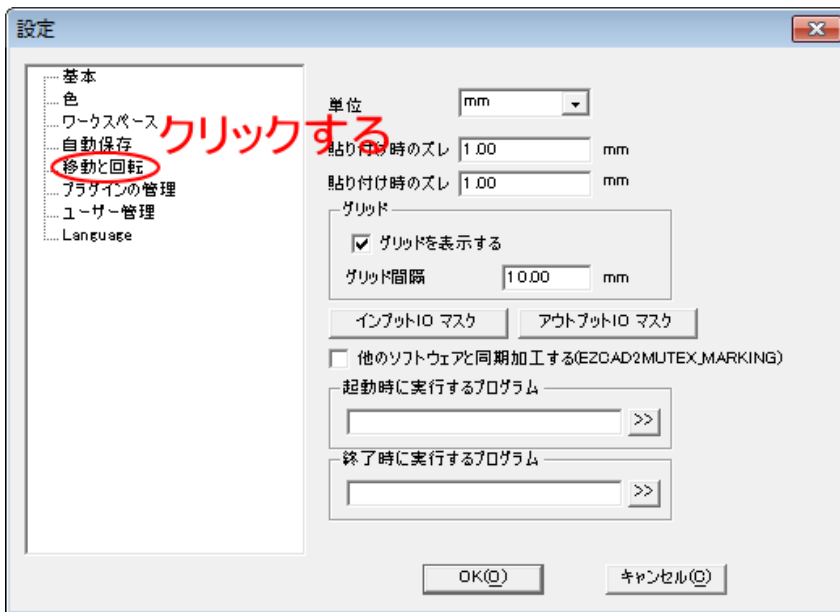 設定
基本
色
ワークスペース
自動保存
移動と回転
プラグインの管理
ユーザー管理
Language
クリックする
単位
mm
貼り付け時のズレ 1.00 mm
貼り付け時のズレ 1.00 mm
グリッド
グリッドを表示する
グリッド間隔 10.00 mm
インプットIO マスク
アウトプットIO マスク
他のソフトウェアと同期加工する(EZCAD2MUTEX_MARKING)
起動時に実行するプログラム
>>
終了時に実行するプログラム
>>
OK(O)
キャンセル(C)